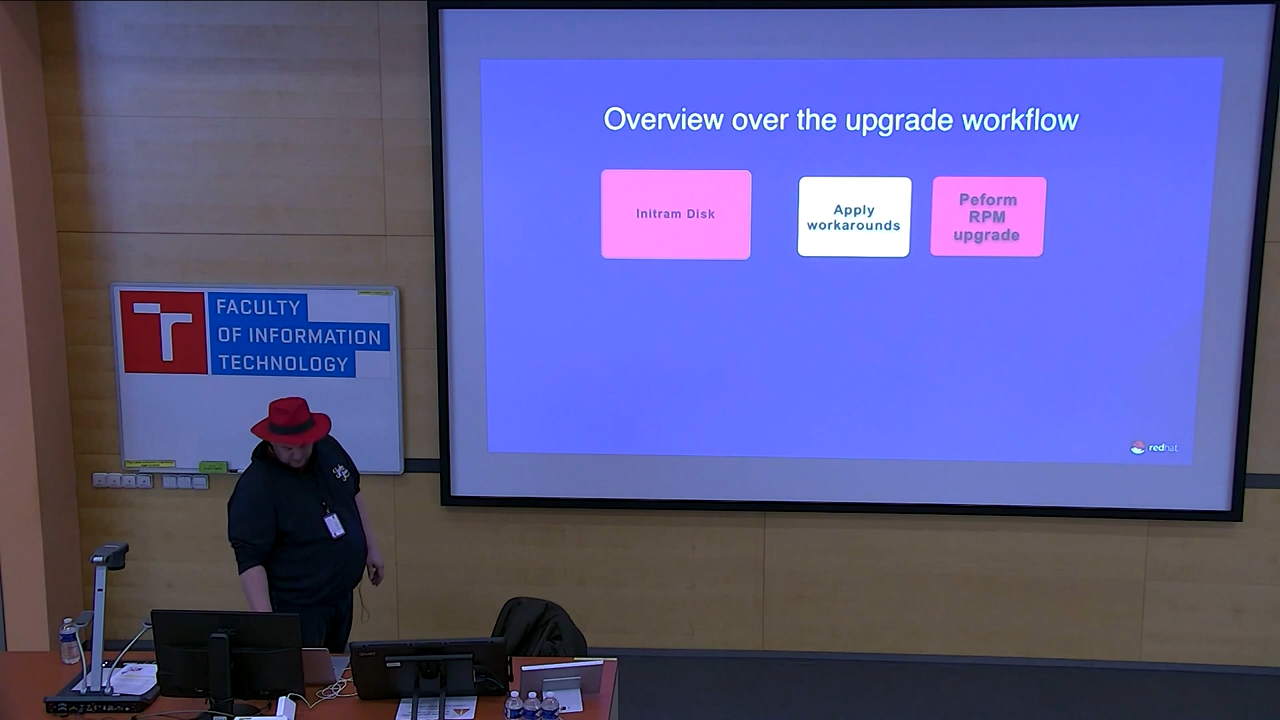 Overview over the upgrade workflow
Initram Disk
Apply
workarounds
Peform
RPM
upgrade
redhat
FACULTY
OF INFORMATION
TECHNOLOGY